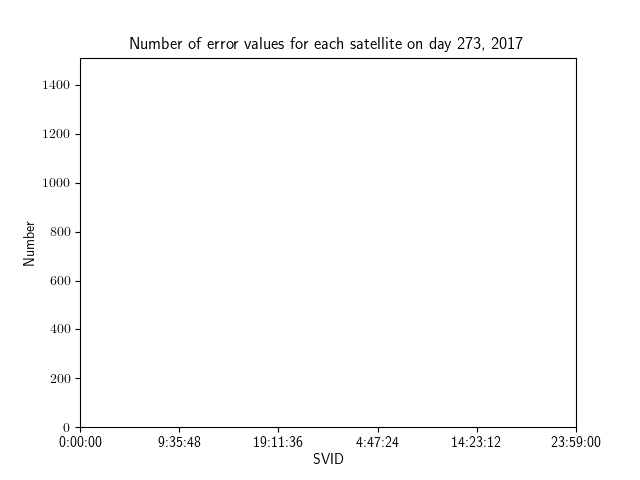 Number of error values for each satellite on day 273, 2017
1400
1200
1000
800
600
400
200
0
Number
0:00:00 9:35:48 19:11:36 4:47:24 14:23:12 23:59:00
SVID